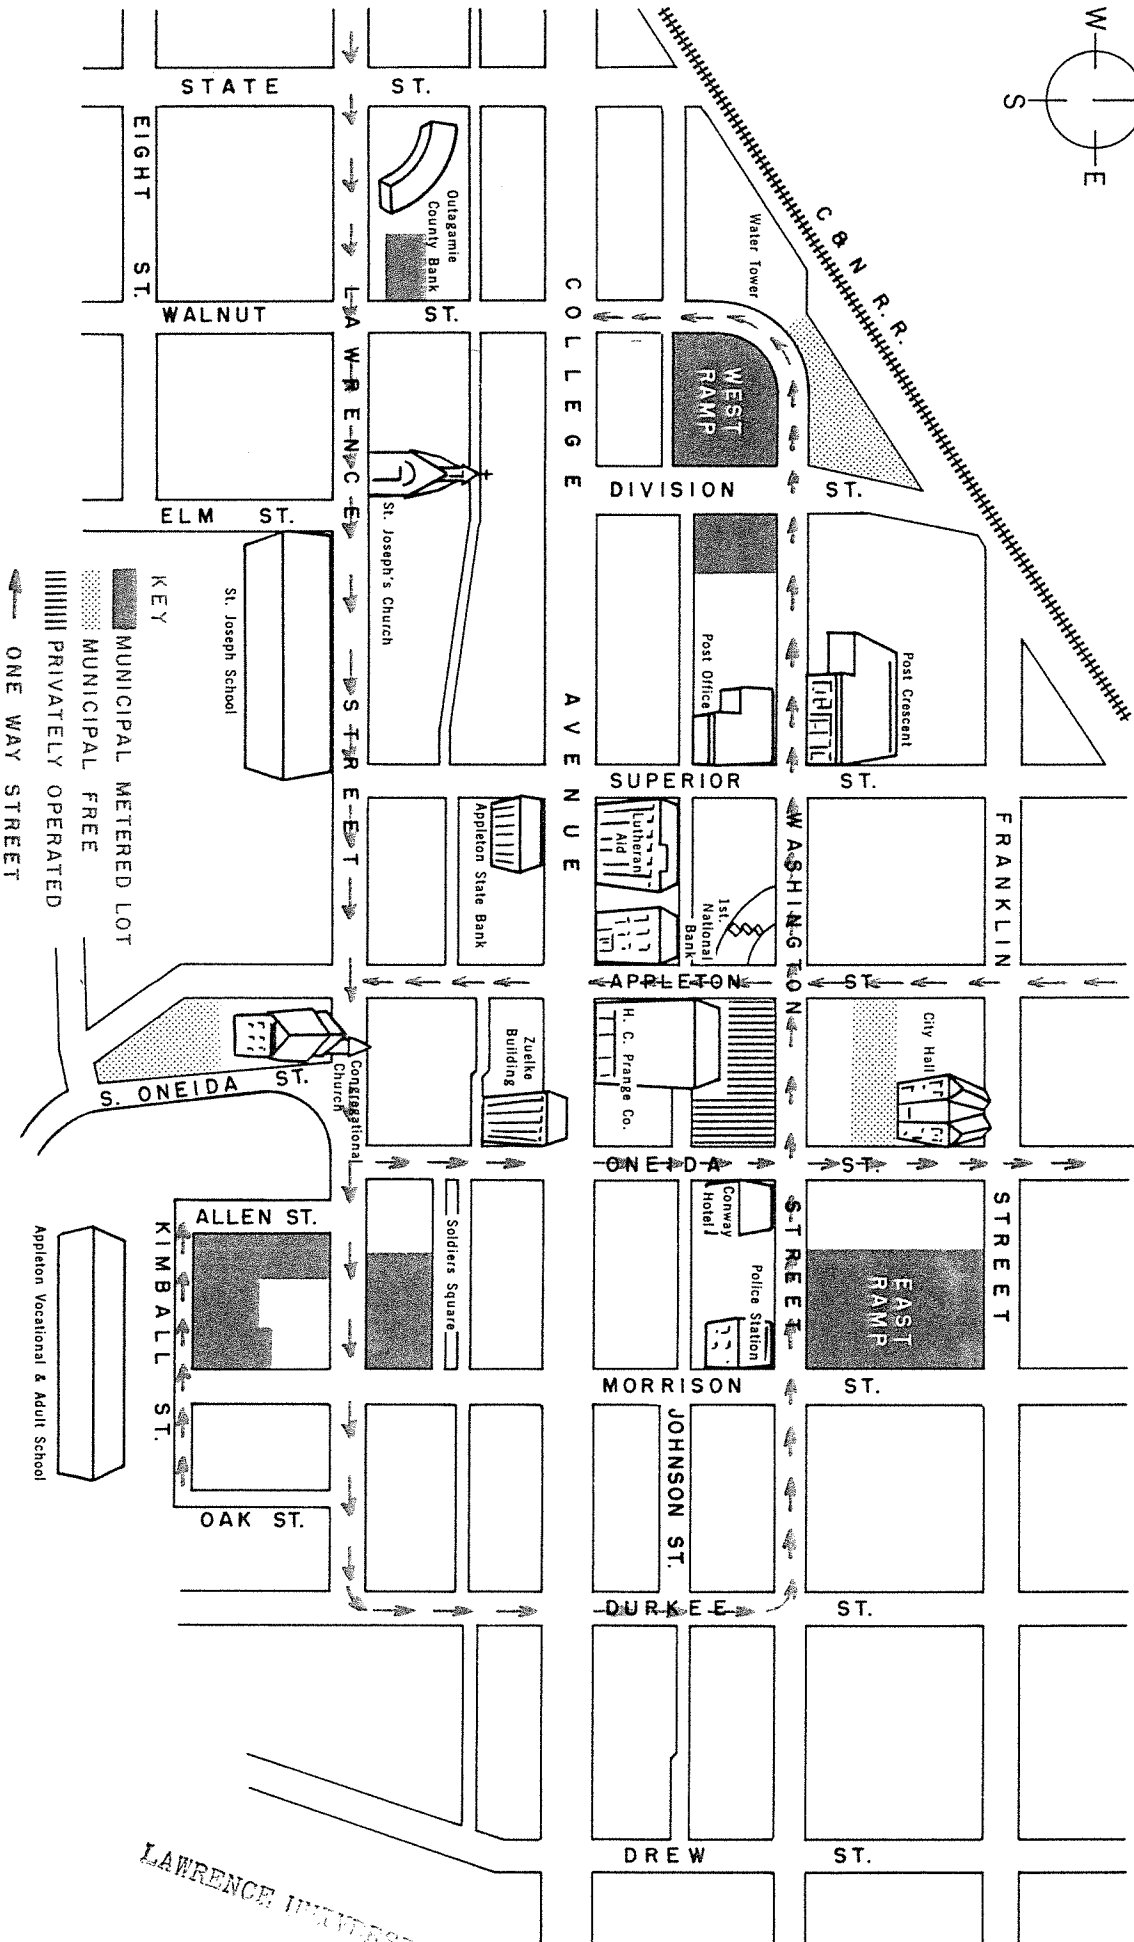 W
E
S
C & N R. R.
STATE ST.
EIGHT ST.
Outagamie
County Bank
Water Tower
WALNUT ST.
LAWRENCE STREET
COLLEGE AVENUE
WEST
RAMP
DIVISION ST.
ELM ST.
St. Joseph's Church
St. Joseph School
Post Office
Post Crescent
SUPERIOR ST.
WASHINGTON STREET
FRANKLIN STREET
Appleton State Bank
Lutheran
Aid
1st.
National
Bank
APPLETON ST.
City Hall
H. C. Prange Co.
Zuelke
Building
Congregational
Church
S. ONEIDA ST.
ONEIDA ST.
Conway
Hotel
Police Station
EAST
RAMP
Soldiers Square
ALLEN ST.
KIMBALL ST.
Appleton Vocational & Adult School
MORRISON ST.
JOHNSON ST.
OAK ST.
DURKEE ST.
DREW ST.
LAWRENCE
KEY
MUNICIPAL METERED LOT
MUNICIPAL FREE
PRIVATELY OPERATED
ONE WAY STREET